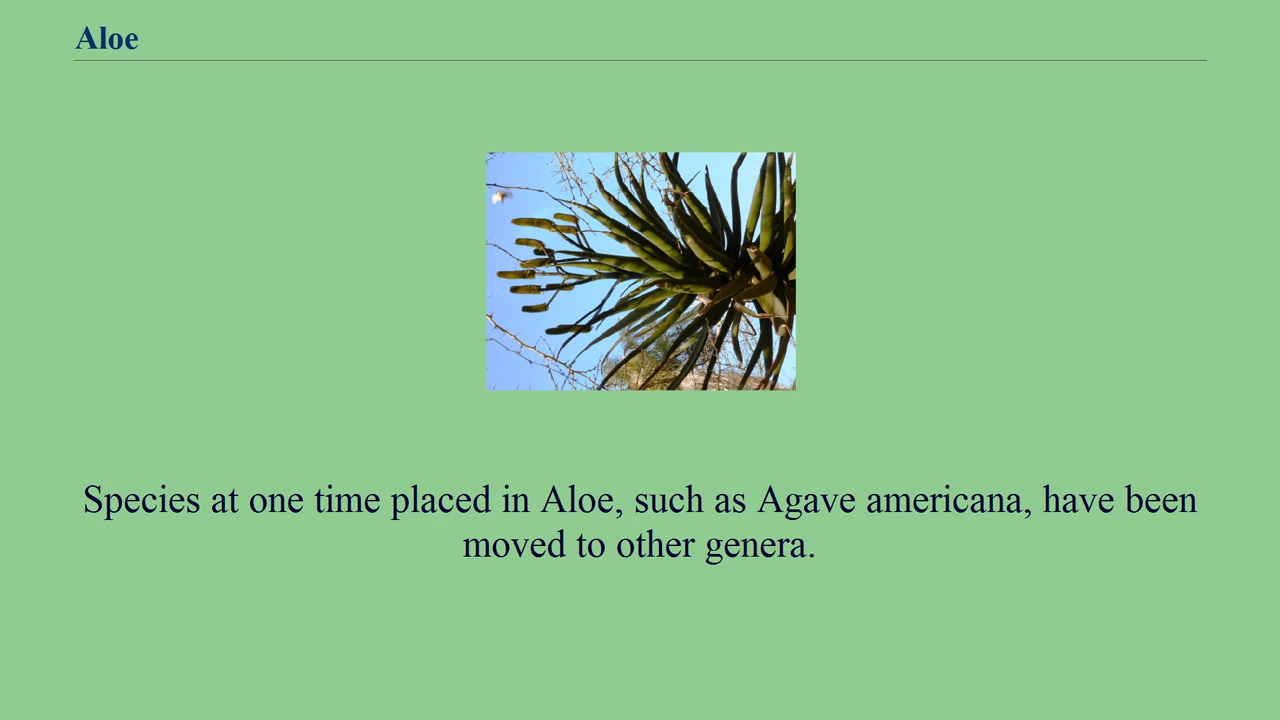 Aloe
Species at one time placed in Aloe, such as Agave americana, have been
moved to other genera.